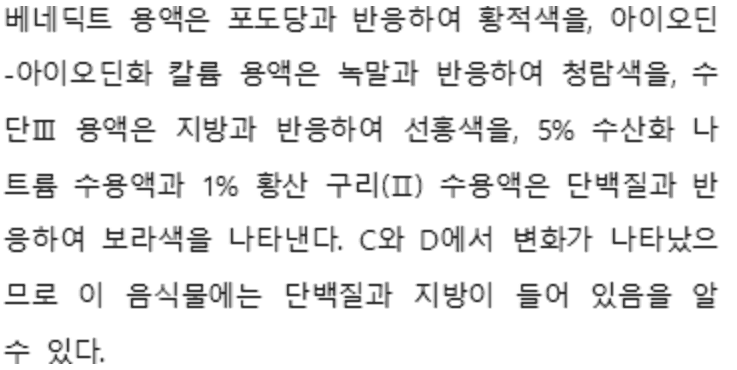 베네딕트 용액은 포도당과 반응하여 황적색을, 아이오딘
-아이오딘화 칼륨 용액은 녹말과 반응하여 청람색을, 수
단Ⅲ 용액은 지방과 반응하여 선홍색을, 5% 수산화 나
트륨 수용액과 1% 황산 구리(Ⅱ) 수용액은 단백질과 반
응하여 보라색을 나타낸다. C와 D에서 변화가 나타났으
므로 이 음식물에는 단백질과 지방이 들어 있음을 알
수 있다.